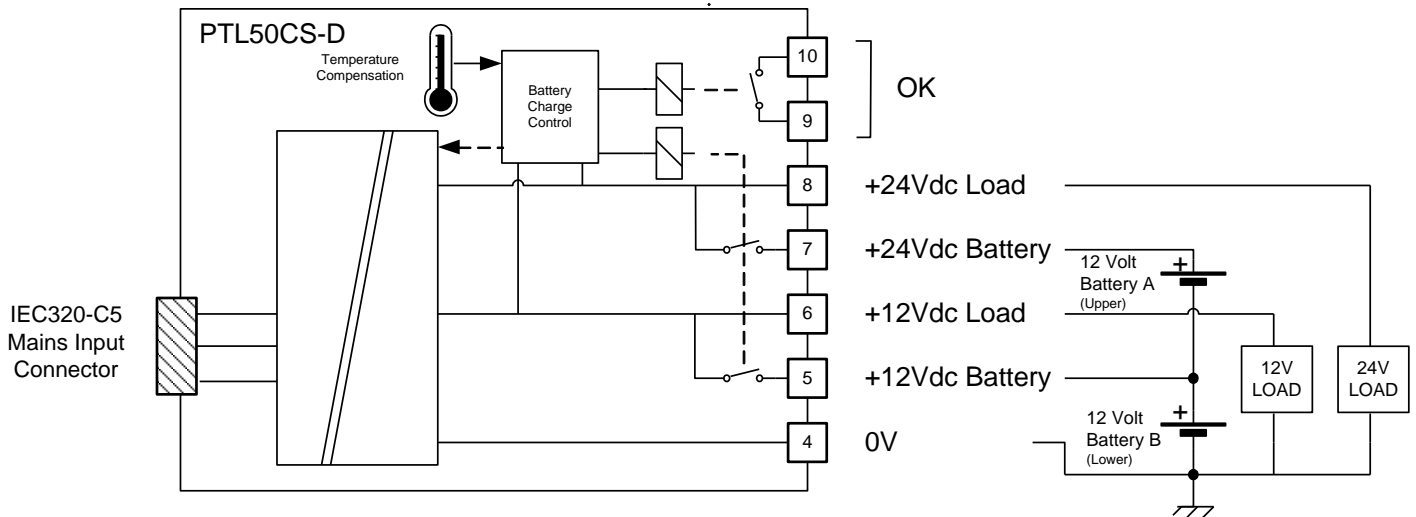 PTL50CS-D
Temperature
Compensation
Battery
Charge
Control
10
9
OK
8
+24Vdc Load
7
+24Vdc Battery
6
+12Vdc Load
5
+12Vdc Battery
4
0V
IEC320-C5
Mains Input
Connector
+
12 Volt
Battery A
(Upper)
+
12 Volt
Battery B
(Lower)
12V
LOAD
24V
LOAD